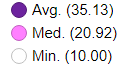 Avg. (35.13)
Med. (20.92)
Min. (10.00)